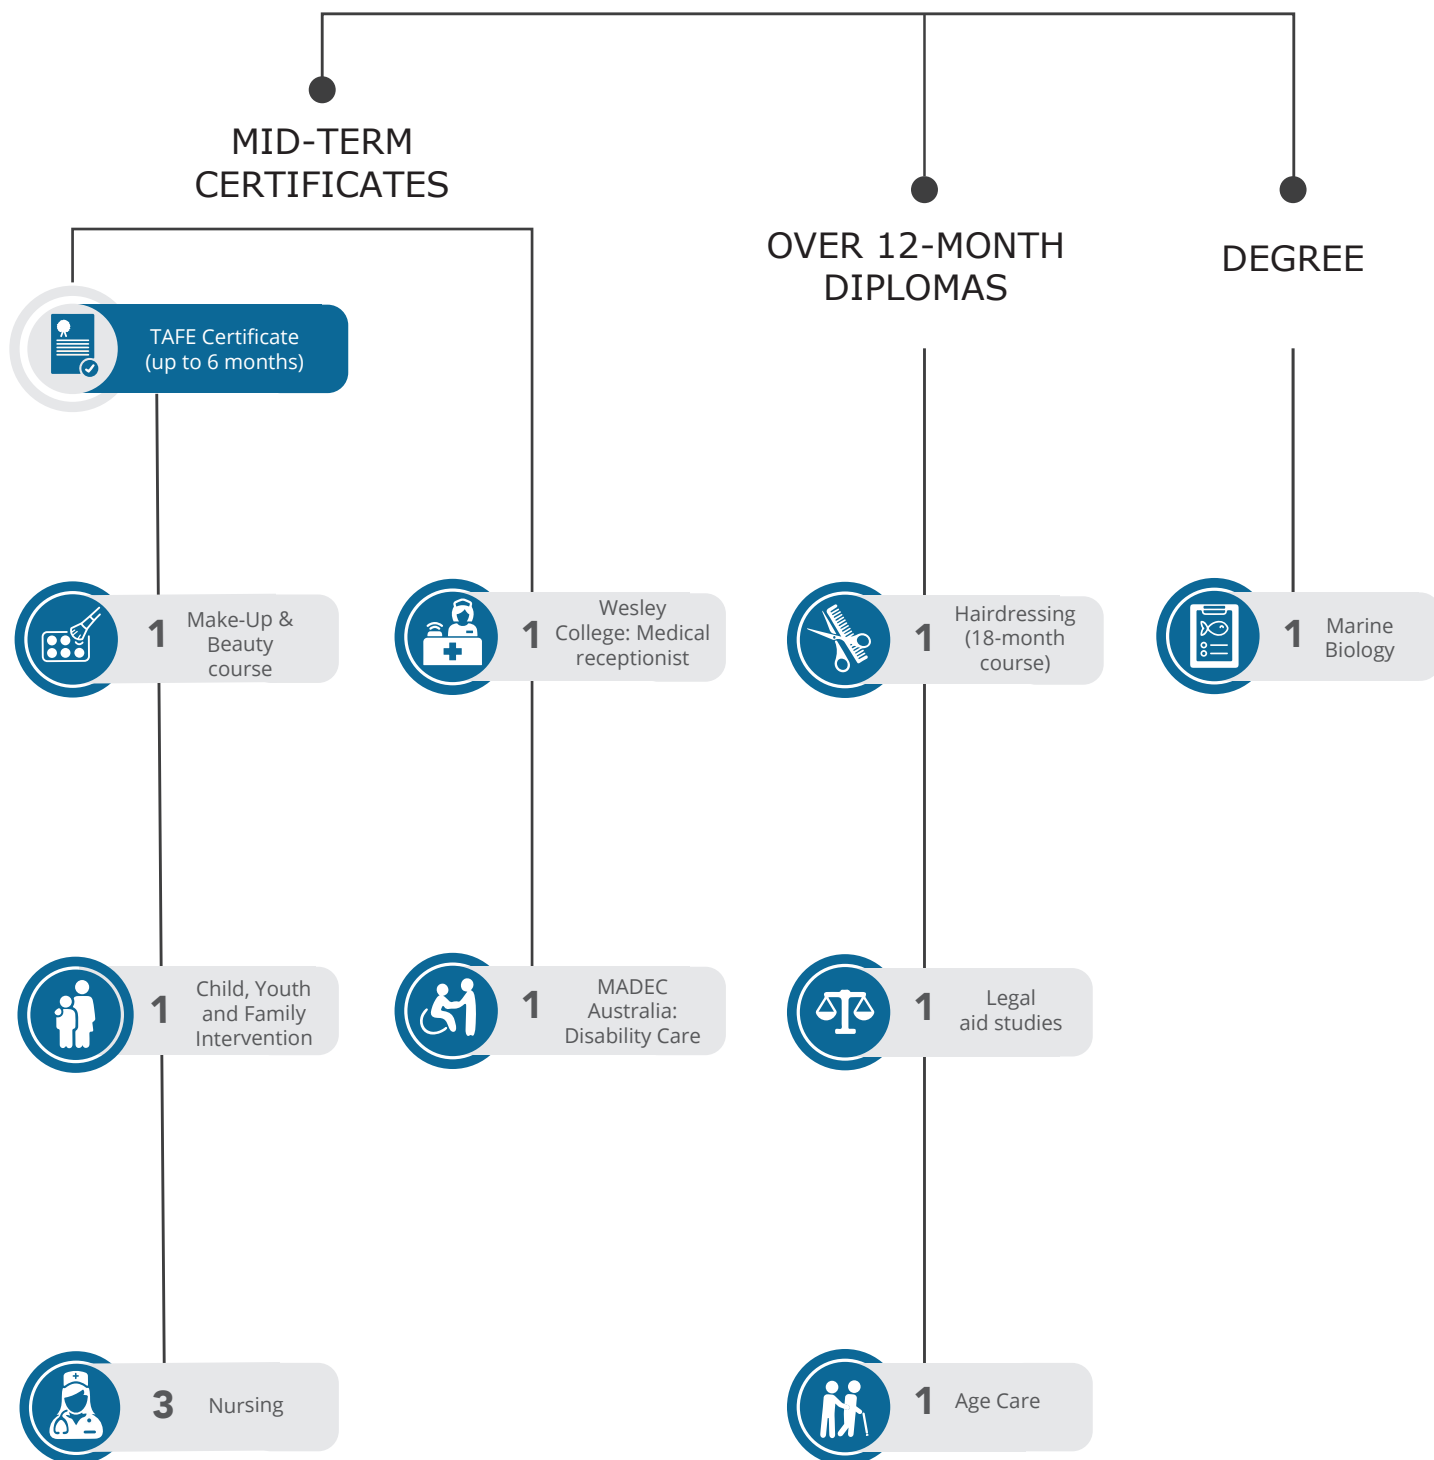 MID-TERM
CERTIFICATES
OVER 12-MONTH
DIPLOMAS
DEGREE
TAFE Certificate
(up to 6 months)
1
Make-Up &
Beauty
course
1
Wesley
College: Medical
receptionist
1
Hairdressing
(18-month
course)
1
Marine
Biology
1
Child, Youth
and Family
Intervention
1
MADEC
Australia:
Disability Care
1
Legal
aid studies
3
Nursing
1
Age Care